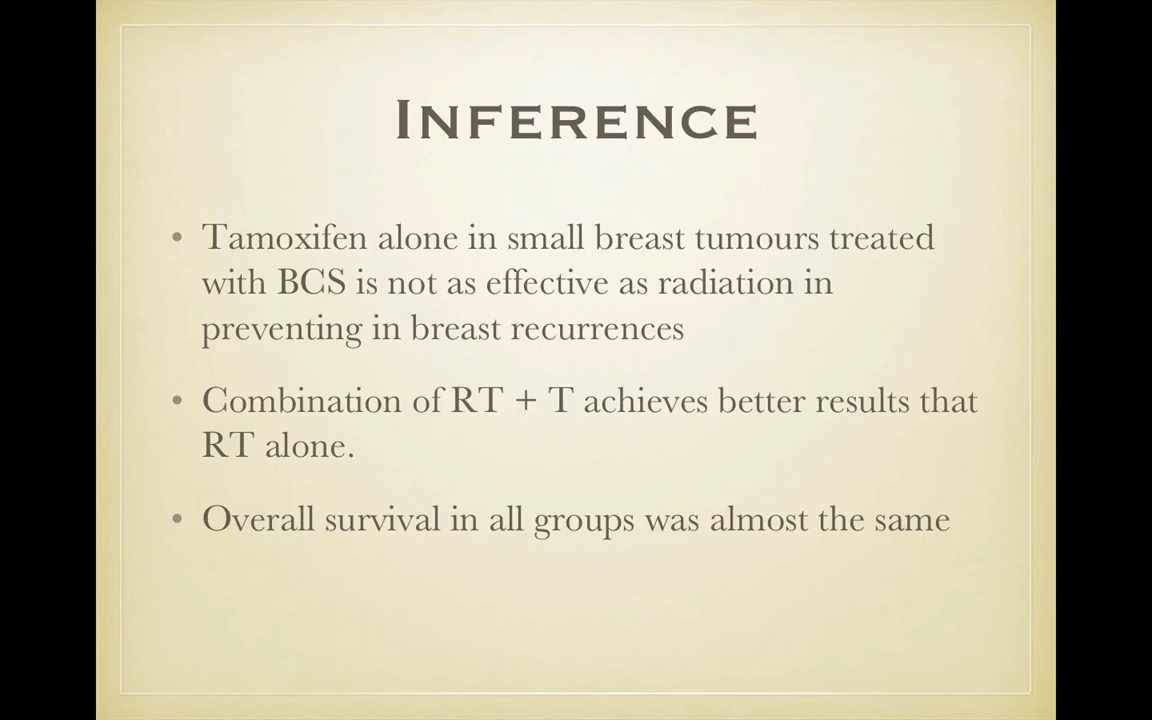 INFERENCE
• Tamoxifen alone in small breast tumours treated
with BCS is not as effective as radiation in
preventing in breast recurrences
• Combination of RT + T achieves better results that
RT alone.
• Overall survival in all groups was almost the same